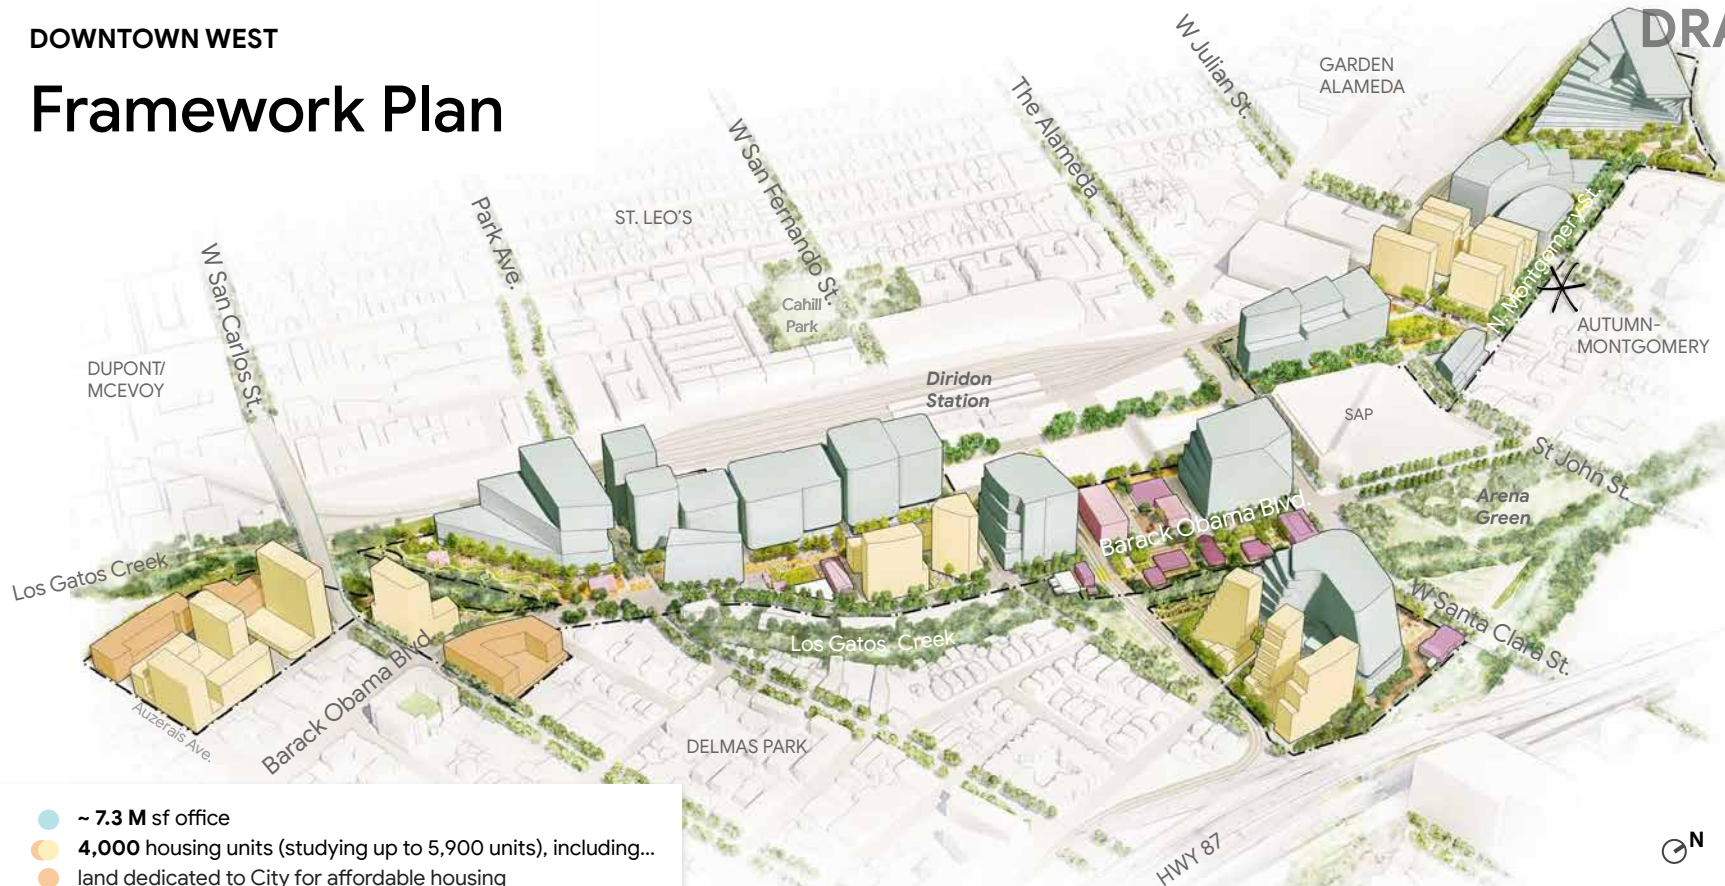 DOWNTOWN WEST
Framework Plan
W Julian St.
GARDEN
ALAMEDA
The Alameda
W San Fernando St.
Park Ave.
ST. LEO'S
W San Carlos St.
Cahill
Park
DUPONT/
MCEVOY
N. Montgomery St.
AUTUMN-
MONTGOMERY
Diridon
Station
SAP
St John St.
Arena
Green
Barack Obama Blvd.
Los Gatos Creek
W Santa Clara St.
Los Gatos Creek
Barack Obama Blvd.
Auzerais Ave.
DELMAS PARK
HWY 87
N
~ 7.3 M sf office
4,000 housing units (studying up to 5,900 units), including...
land dedicated to City for affordable housing